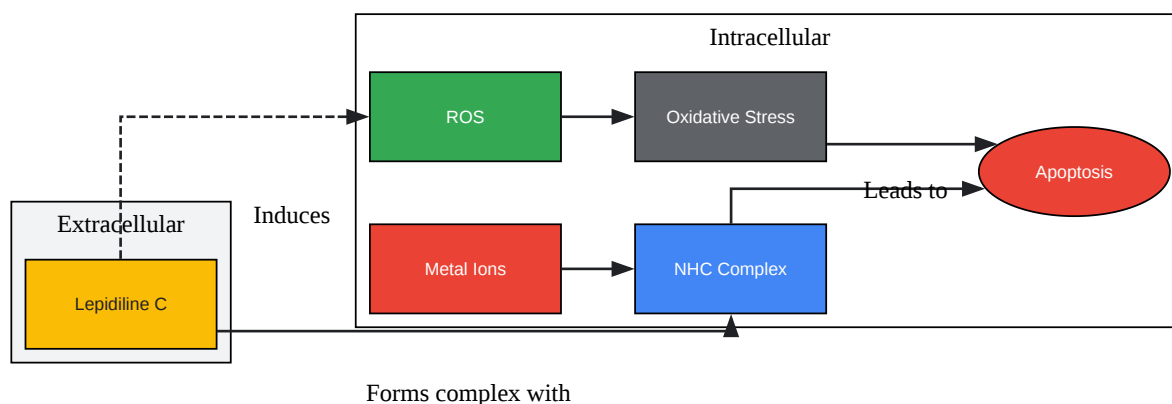 Intracellular
ROS
Oxidative Stress
Apoptosis
Leads to
Extracellular
Induces
Metal Ions
NHC Complex
Lepidiline C
Forms complex with